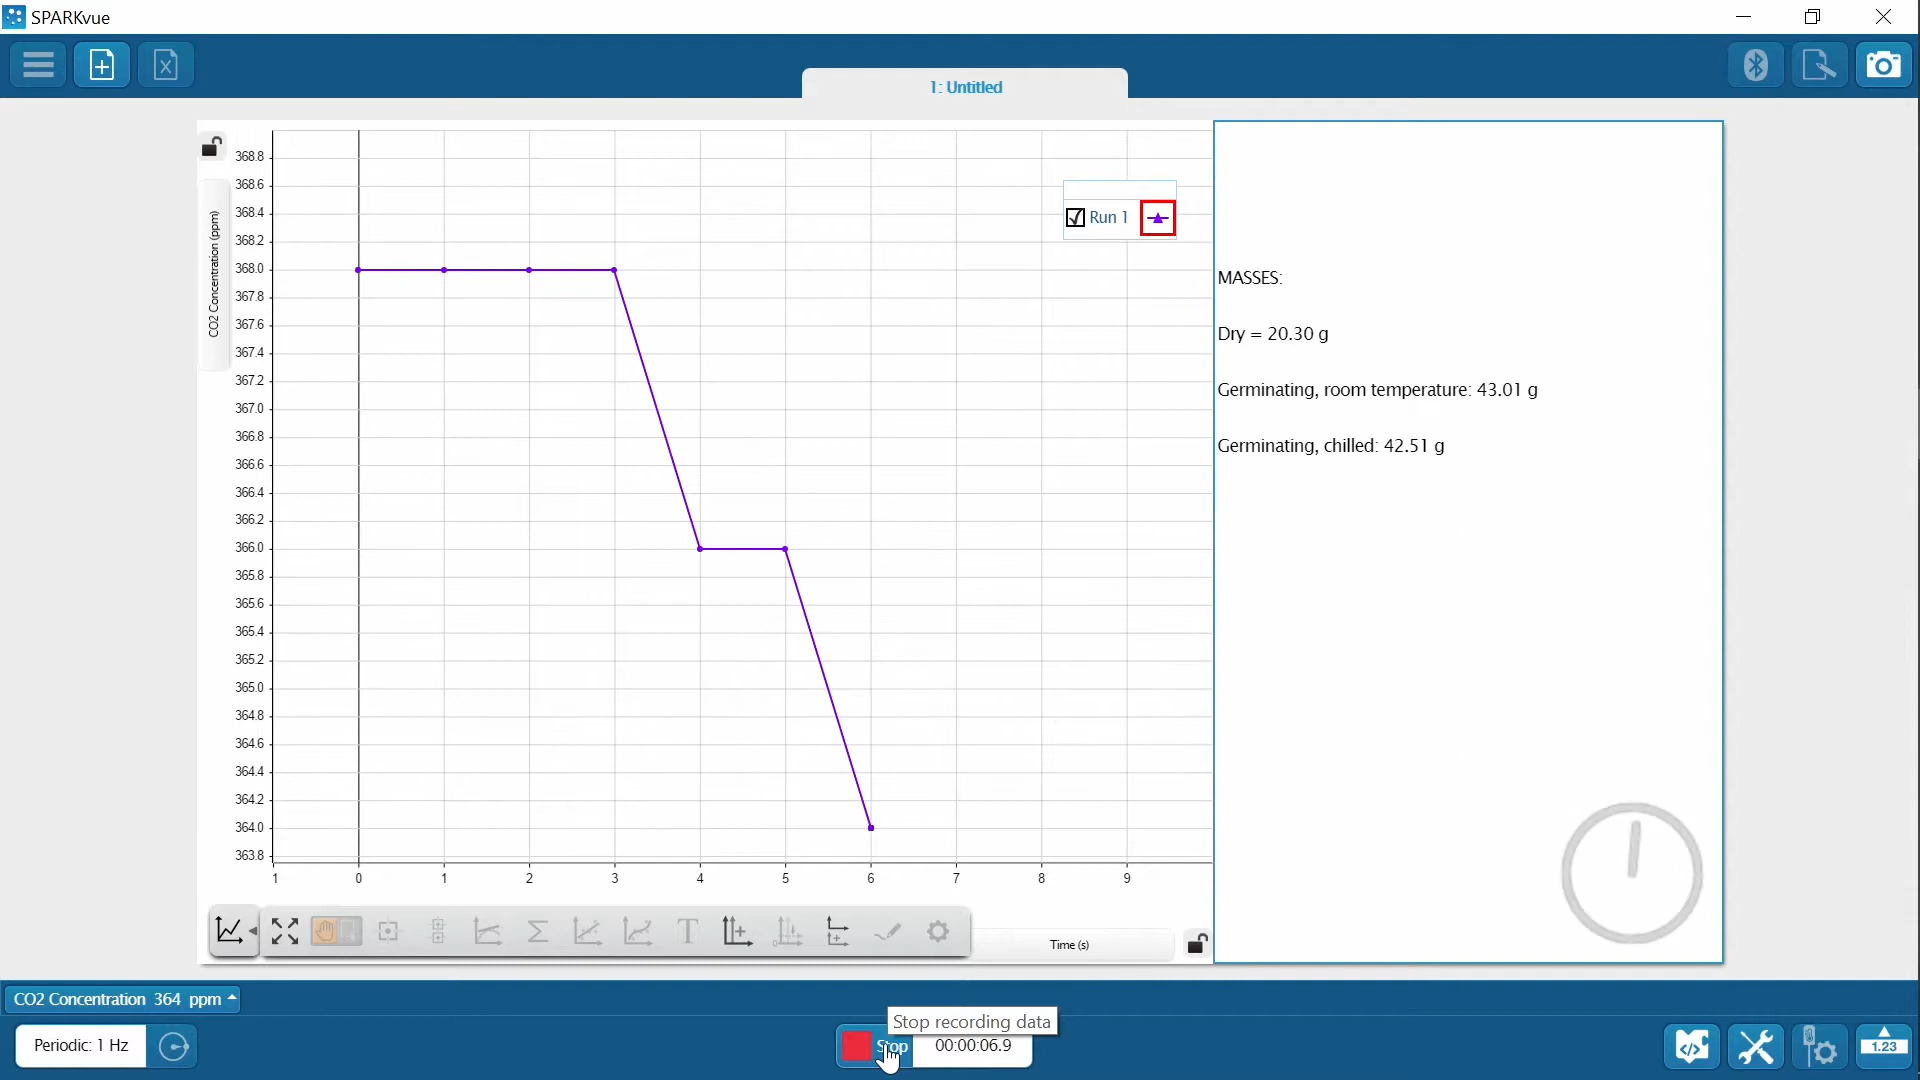 SPARKvue
1: Untitled
368.8
368.6
368.4
368.2
368.0
367.8
367.6
367.4
367.2
367.0
366.8
366.6
366.4
366.2
366.0
365.8
365.6
365.4
365.2
365.0
364.8
364.6
364.4
364.2
364.0
363.8
CO2 Concentration (ppm)
Run 1
1 0 1 2 3 4 5 6 7 8 9
Time (s)
MASSES:
Dry = 20.30 g
Germinating, room temperature: 43.01 g
Germinating, chilled: 42.51 g
CO2 Concentration 364 ppm
Stop recording data
Periodic: 1 Hz
Stop
00:00:06.9
1.23